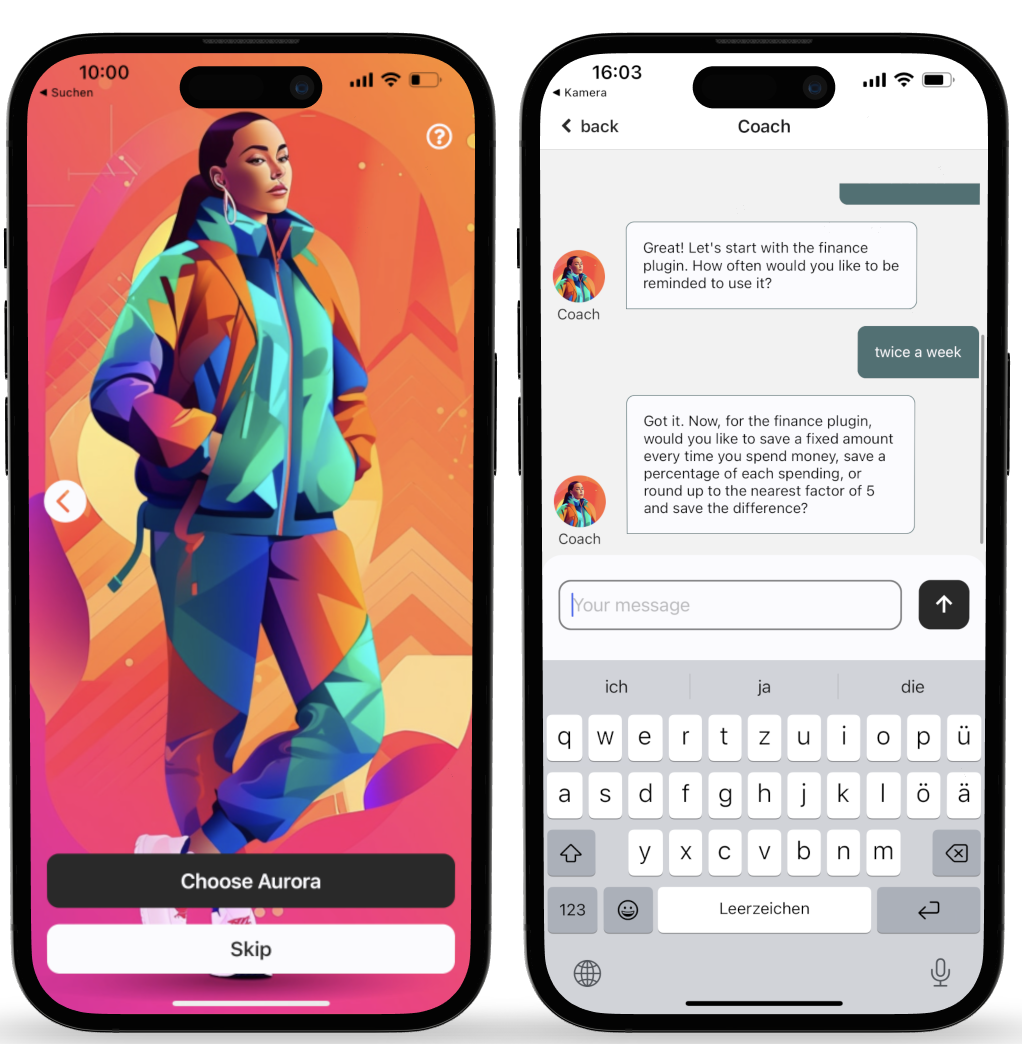 10:00
Suchen
?
Choose Aurora
Skip
16:03
Kamera
back
Coach
Great! Let's start with the finance
plugin. How often would you like to be
reminded to use it?
Coach
twice a week
Got it. Now, for the finance plugin,
would you like to save a fixed amount
every time you spend money, save a
percentage of each spending, or
round up to the nearest factor of 5
and save the difference?
Coach
Your message
ich ja die
q w e r t z u i o p ü
a s d f g h j k l ö ä
y x c v b n m
123 Leerzeichen